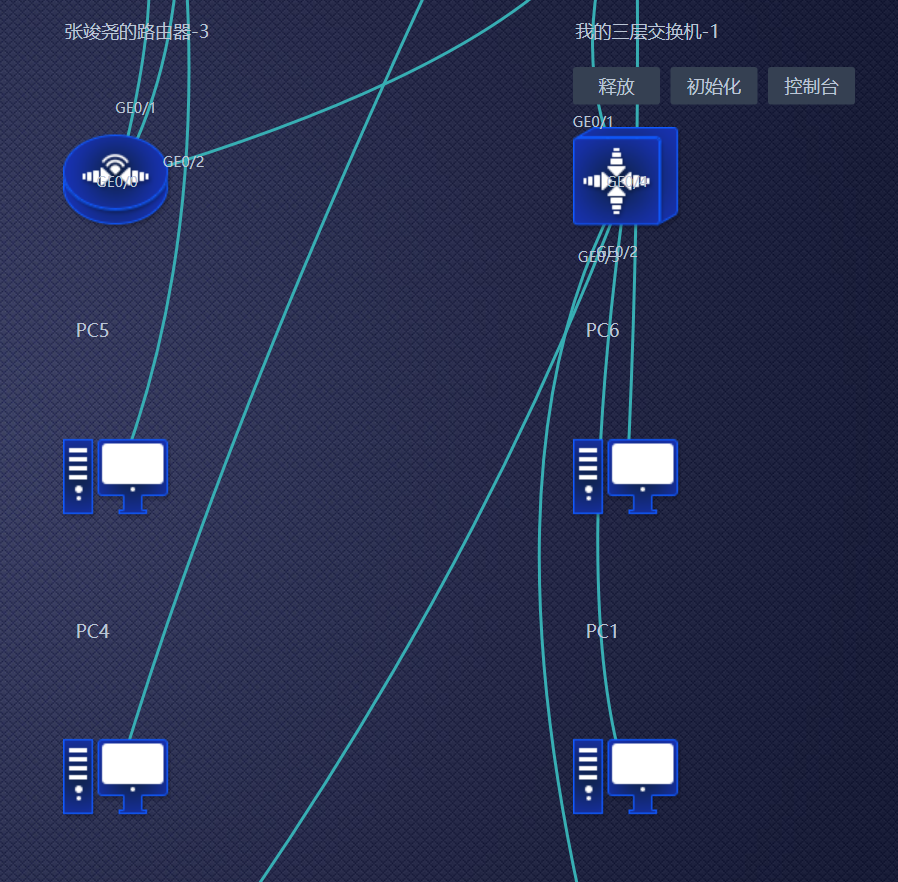 张竣尧的路由器-3
我的三层交换机-1
释放 初始化 控制台
GE0/1
GE0/1
GE0/2
GE0/0
GE0/2
GE0/3
PC5
PC6
PC4
PC1